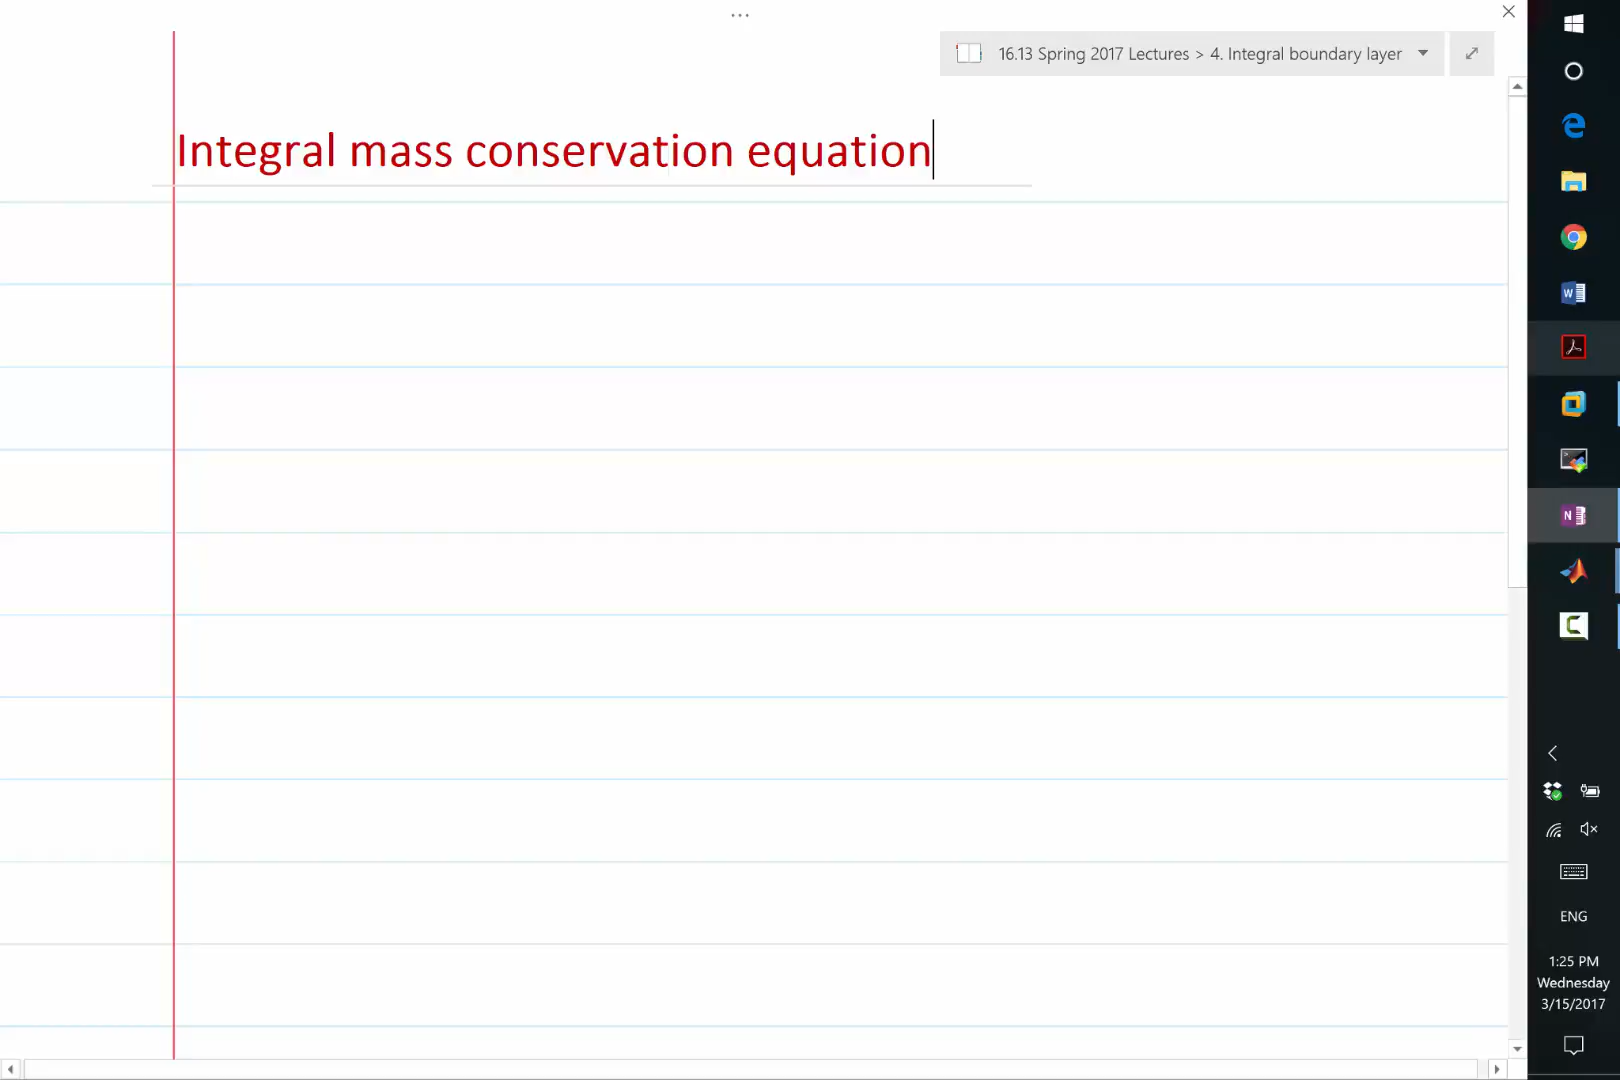 16.13 Spring 2017 Lectures > 4. Integral boundary layer
Integral mass conservation equation
ENG
1:25 PM
Wednesday
3/15/2017